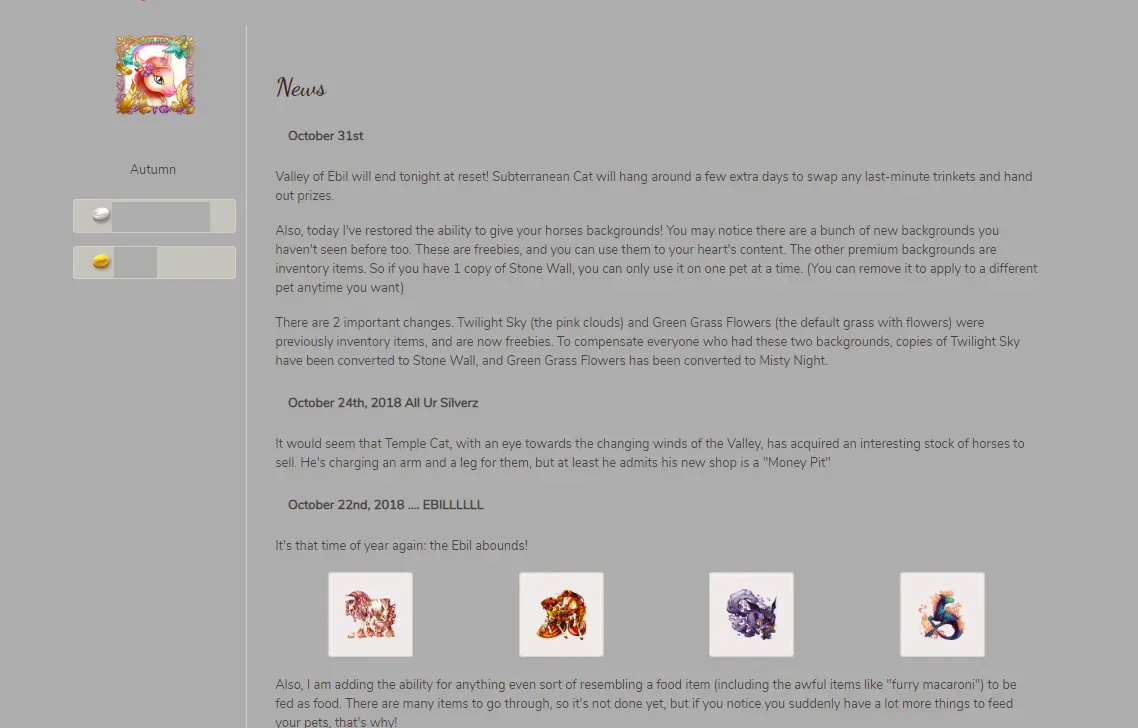 Autumn
News
October 31st
Valley of Ebil will end tonight at reset! Subterranean Cat will hang around a few extra days to swap any last-minute trinkets and hand
out prizes.
Also, today I've restored the ability to give your horses backgrounds! You may notice there are a bunch of new backgrounds you
haven't seen before too. These are freebies, and you can use them to your heart's content. The other premium backgrounds are
inventory items. So if you have 1 copy of Stone Wall, you can only use it on one pet at a time. (You can remove it to apply to a different
pet anytime you want)
There are 2 important changes. Twilight Sky (the pink clouds) and Green Grass Flowers (the default grass with flowers) were
previously inventory items, and are now freebies. To compensate everyone who had these two backgrounds, copies of Twilight Sky
have been converted to Stone Wall, and Green Grass Flowers has been converted to Misty Night.
October 24th, 2018 All Ur Silverz
It would seem that Temple Cat, with an eye towards the changing winds of the Valley, has acquired an interesting stock of horses to
sell. He's charging an arm and a leg for them, but at least he admits his new shop is a "Money Pit"
October 22nd, 2018 .... EBILLLLLL
It's that time of year again: the Ebil abounds!
Also, I am adding the ability for anything even sort of resembling a food item (including the awful items like "furry macaroni") to be
fed as food. There are many items to go through, so it's not done yet, but if you notice you suddenly have a lot more things to feed
your pets, that's why!